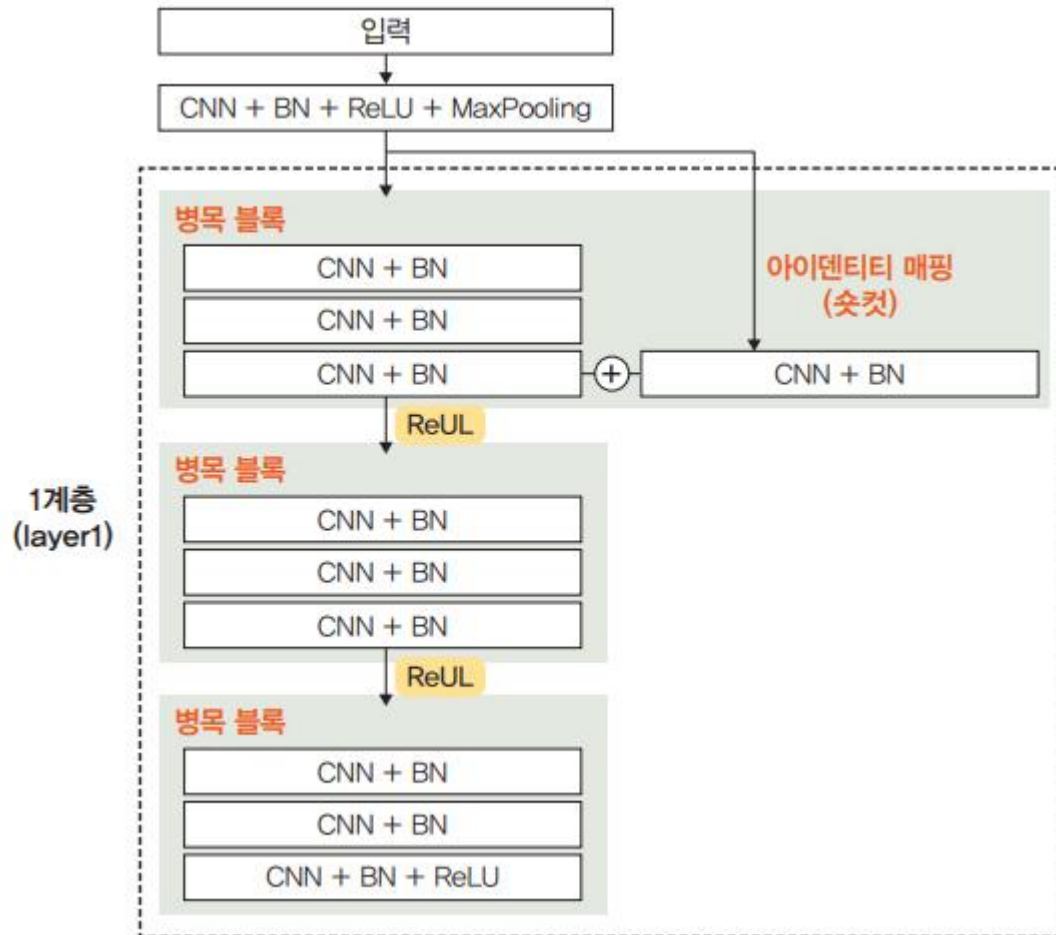 입력
CNN + BN + ReLU + MaxPooling
병목 블록
CNN + BN
CNN + BN
CNN + BN
아이덴티티 매핑
(숏컷)
+
CNN + BN
ReUL
1계층
(layer1)
병목 블록
CNN + BN
CNN + BN
CNN + BN
ReUL
병목 블록
CNN + BN
CNN + BN
CNN + BN + ReLU